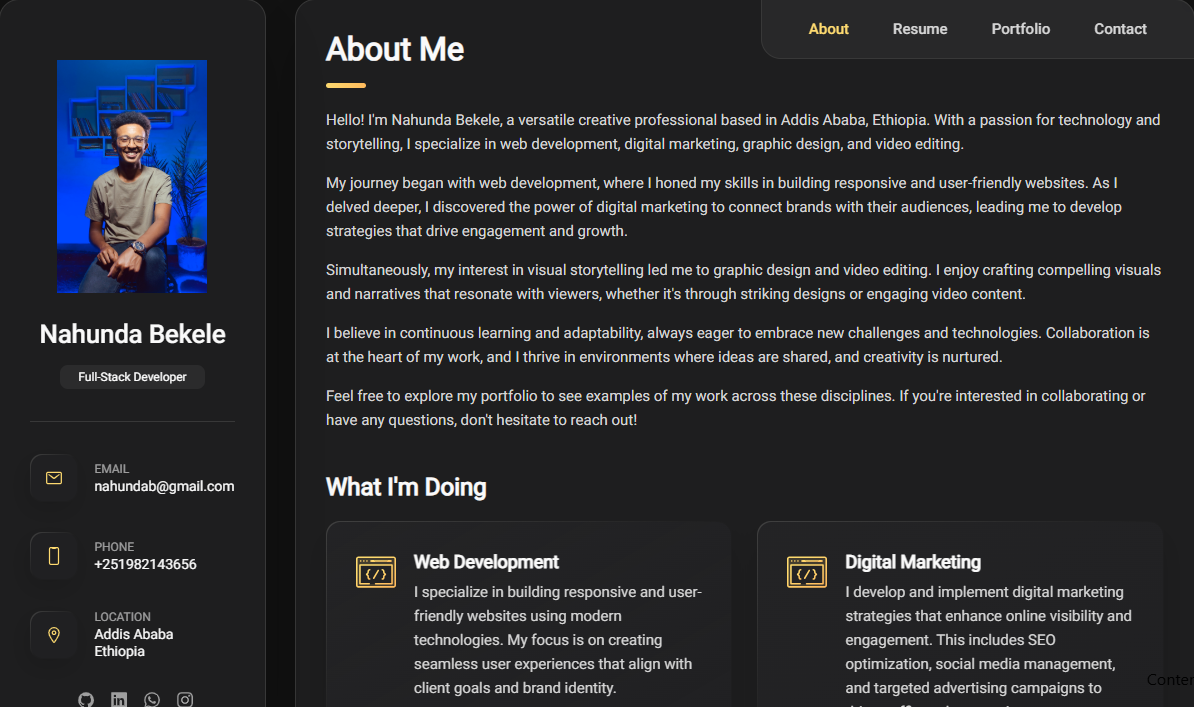 Nahunda Bekele
Full-Stack Developer
EMAIL
nahundab@gmail.com
PHONE
+251982143656
LOCATION
Addis Ababa
Ethiopia
About
Resume
Portfolio
Contact
About Me
Hello! I'm Nahunda Bekele, a versatile creative professional based in Addis Ababa, Ethiopia. With a passion for technology and
storytelling, I specialize in web development, digital marketing, graphic design, and video editing.
My journey began with web development, where I honed my skills in building responsive and user-friendly websites. As I
delved deeper, I discovered the power of digital marketing to connect brands with their audiences, leading me to develop
strategies that drive engagement and growth.
Simultaneously, my interest in visual storytelling led me to graphic design and video editing. I enjoy crafting compelling visuals
and narratives that resonate with viewers, whether it's through striking designs or engaging video content.
I believe in continuous learning and adaptability, always eager to embrace new challenges and technologies. Collaboration is
at the heart of my work, and I thrive in environments where ideas are shared, and creativity is nurtured.
Feel free to explore my portfolio to see examples of my work across these disciplines. If you're interested in collaborating or
have any questions, don't hesitate to reach out!
What I'm Doing
Web Development
I specialize in building responsive and user-
friendly websites using modern
technologies. My focus is on creating
seamless user experiences that align with
client goals and brand identity.
Digital Marketing
I develop and implement digital marketing
strategies that enhance online visibility and
engagement. This includes SEO
optimization, social media management,
and targeted advertising campaigns to